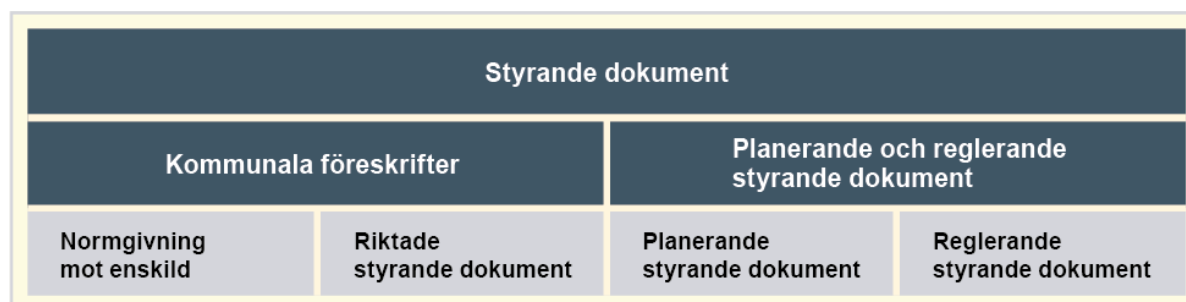 Styrande dokument
Kommunala föreskrifter
Planerande och reglerande
styrande dokument
Normgivning
mot enskild
Riktade
styrande dokument
Planerande
styrande dokument
Reglerande
styrande dokument